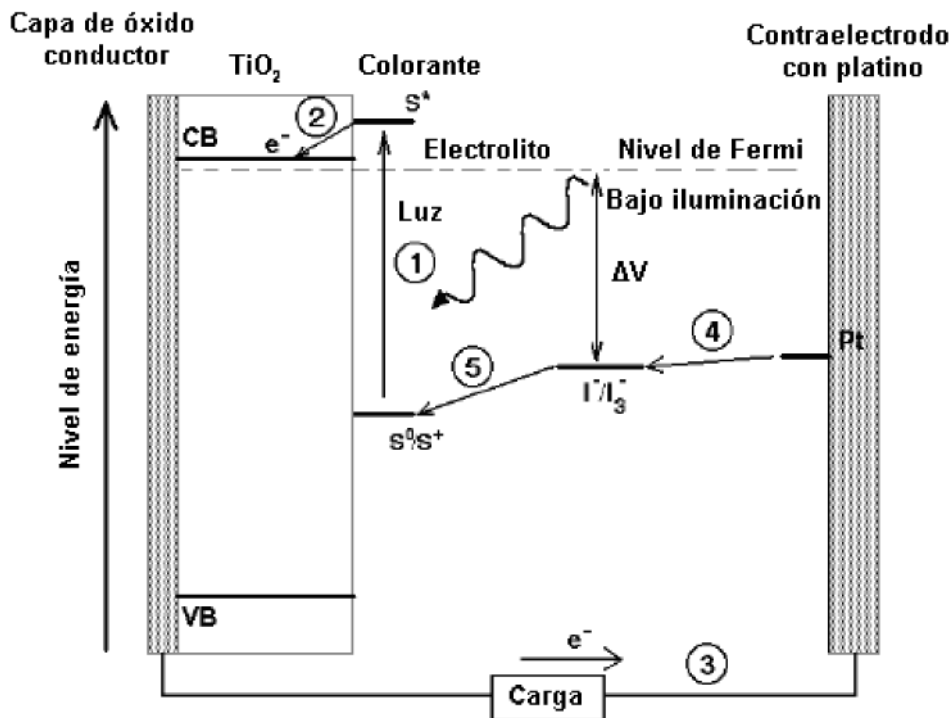 Capa de óxido
conductor
TiO₂
Colorante
Contraelectrodo
con platino
S*
2
CB
e⁻
Electrolito
Nivel de Fermi
Luz
Bajo iluminación
1
ΔV
Nivel de energía
4
Pt
5
I⁻/I₃⁻
S⁰/S⁺
VB
e⁻
3
Carga